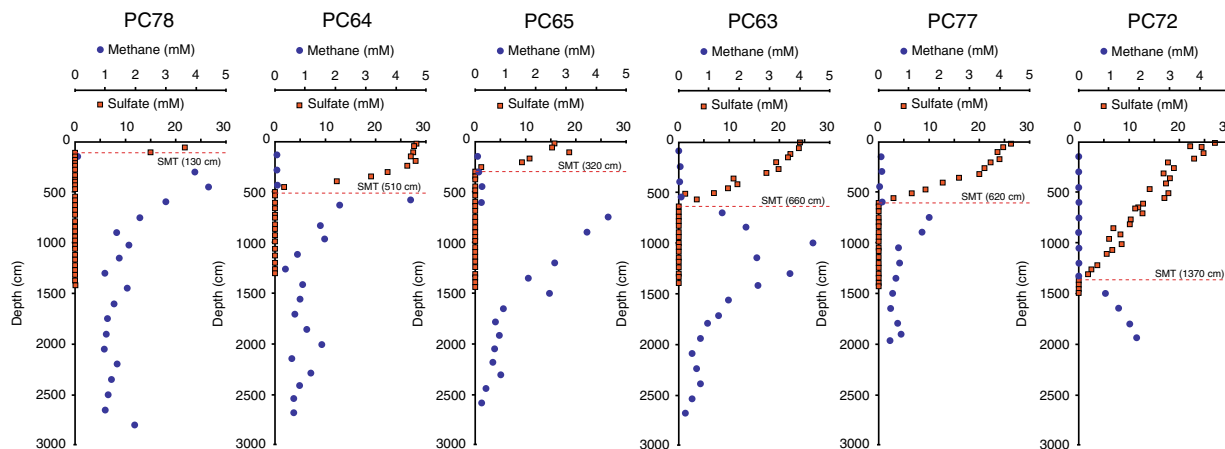 PC78 PC64 PC65 PC63 PC77 PC72
Methane (mM) Methane (mM) Methane (mM) Methane (mM) Methane (mM) Methane (mM)
0 1 2 3 4 5 0 1 2 3 4 5 0 1 2 3 4 5 0 1 2 3 4 5 0 1 2 3 4 5 0 1 2 3 4 5
Sulfate (mM) Sulfate (mM) Sulfate (mM) Sulfate (mM) Sulfate (mM) Sulfate (mM)
0 10 20 30 0 10 20 30 0 10 20 30 0 10 20 30 0 10 20 30 0 10 20 30
0 0 0 0 0 0
SMT (130 cm)
SMT (320 cm)
SMT (510 cm)
500 500 500 500 500 500
SMT (660 cm) SMT (620 cm)
1000 1000 1000 1000 1000 1000
SMT (1370 cm)
Depth (cm) Depth (cm) Depth (cm) Depth (cm) Depth (cm) Depth (cm)
1500 1500 1500 1500 1500 1500
2000 2000 2000 2000 2000 2000
2500 2500 2500 2500 2500 2500
3000 3000 3000 3000 3000 3000